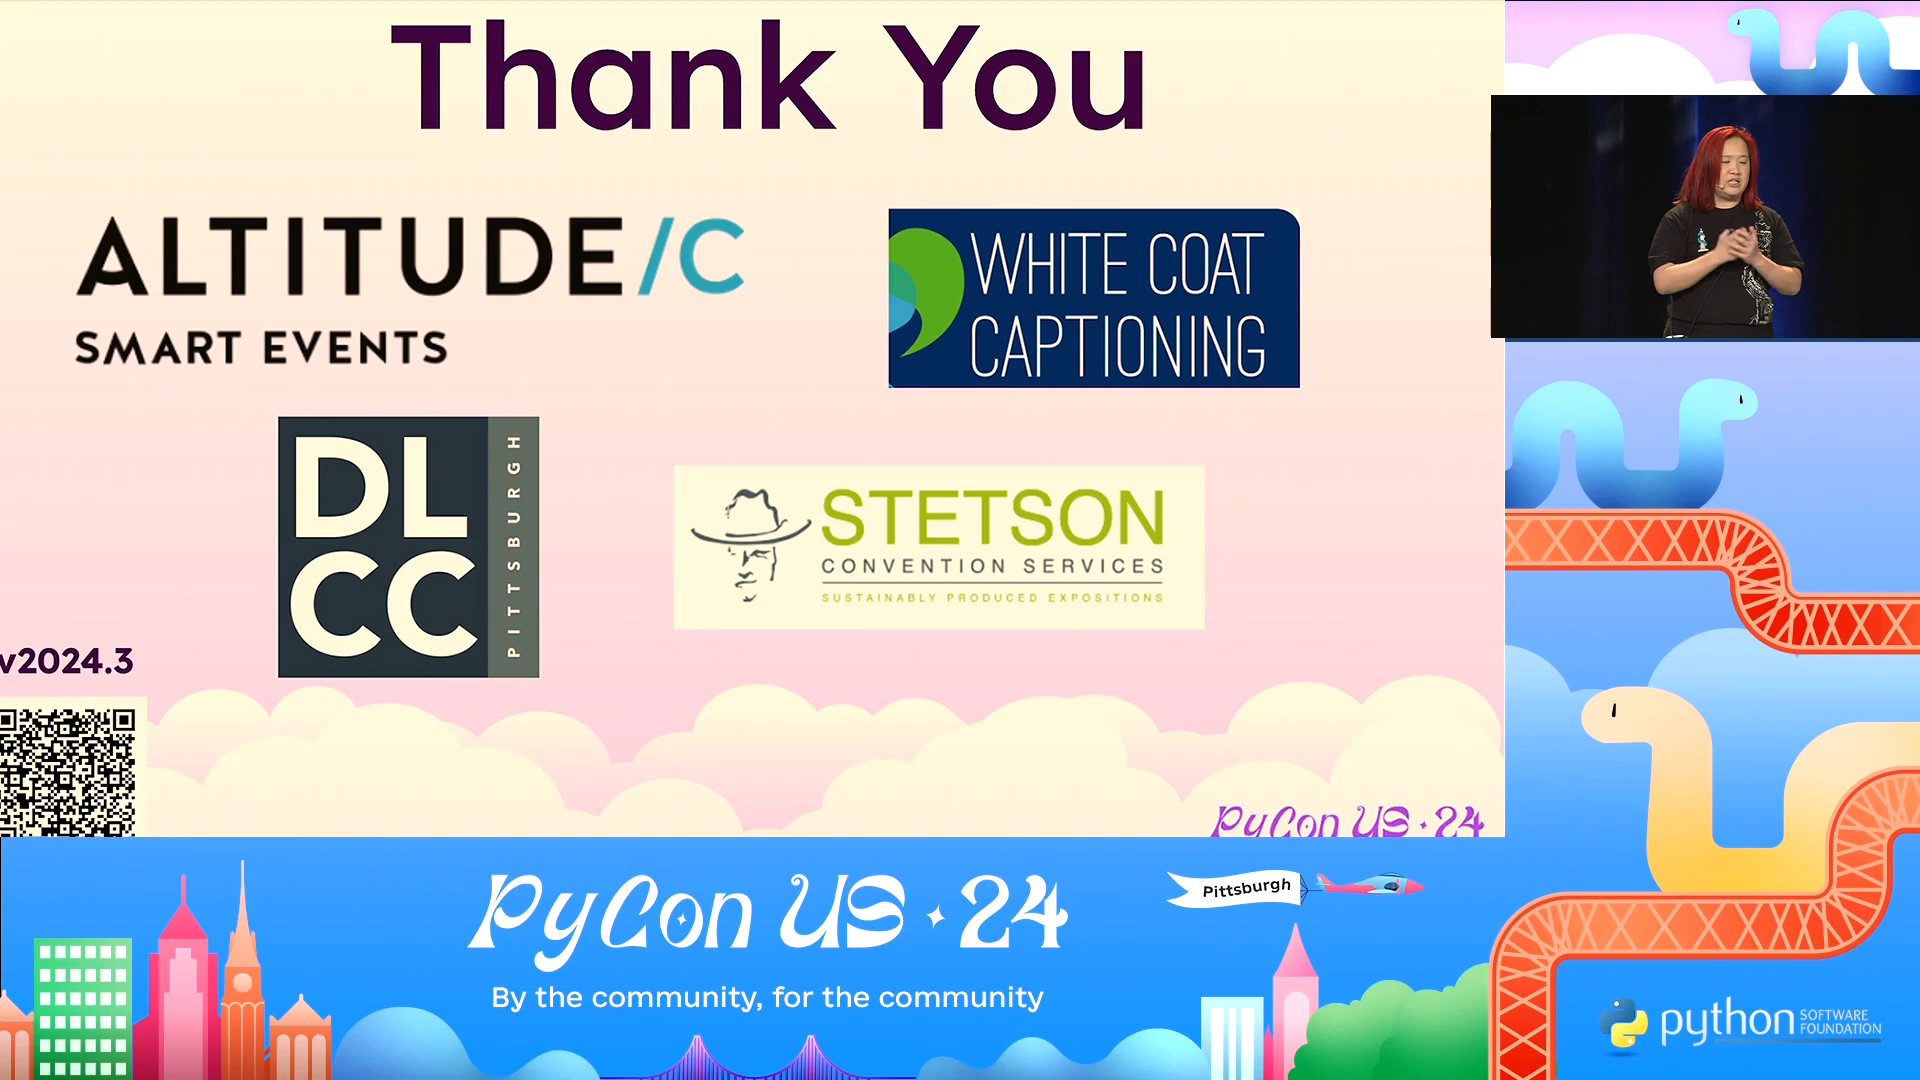 Thank You
ALTITUDE/C
SMART EVENTS
WHITE COAT
CAPTIONING
DL
CC
PITTSBURGH
STETSON
CONVENTION SERVICES
SUSTAINABLY PRODUCED EXPOSITIONS
v2024.3
PyCon US · 24
PyCon US · 24
By the community, for the community
Pittsburgh
python
SOFTWARE
FOUNDATION